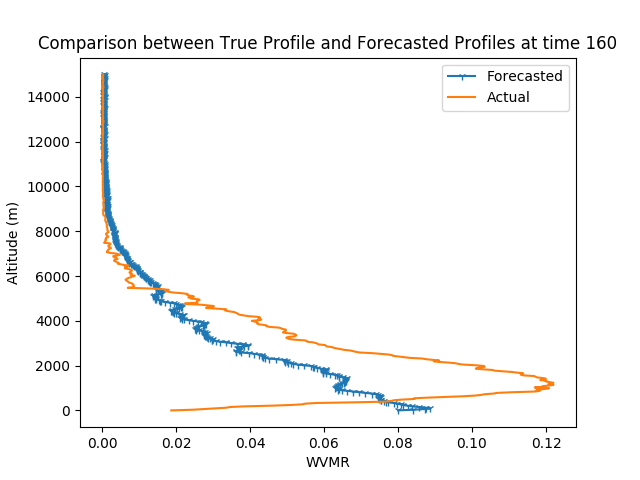 Comparison between True Profile and Forecasted Profiles at time 160
Forecasted
Actual
14000
12000
10000
8000
6000
4000
2000
0
Altitude (m)
0.00 0.02 0.04 0.06 0.08 0.10 0.12
WVMR